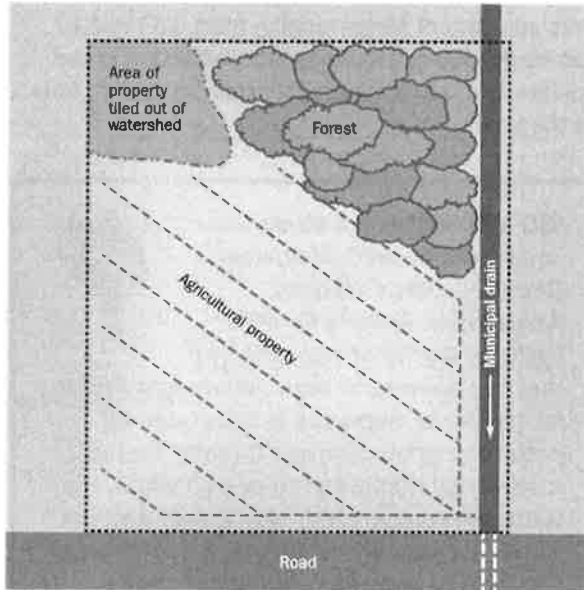 Area of
property
tiled out of
watershed
Forest
Agricultural property
Municipal drain
Road